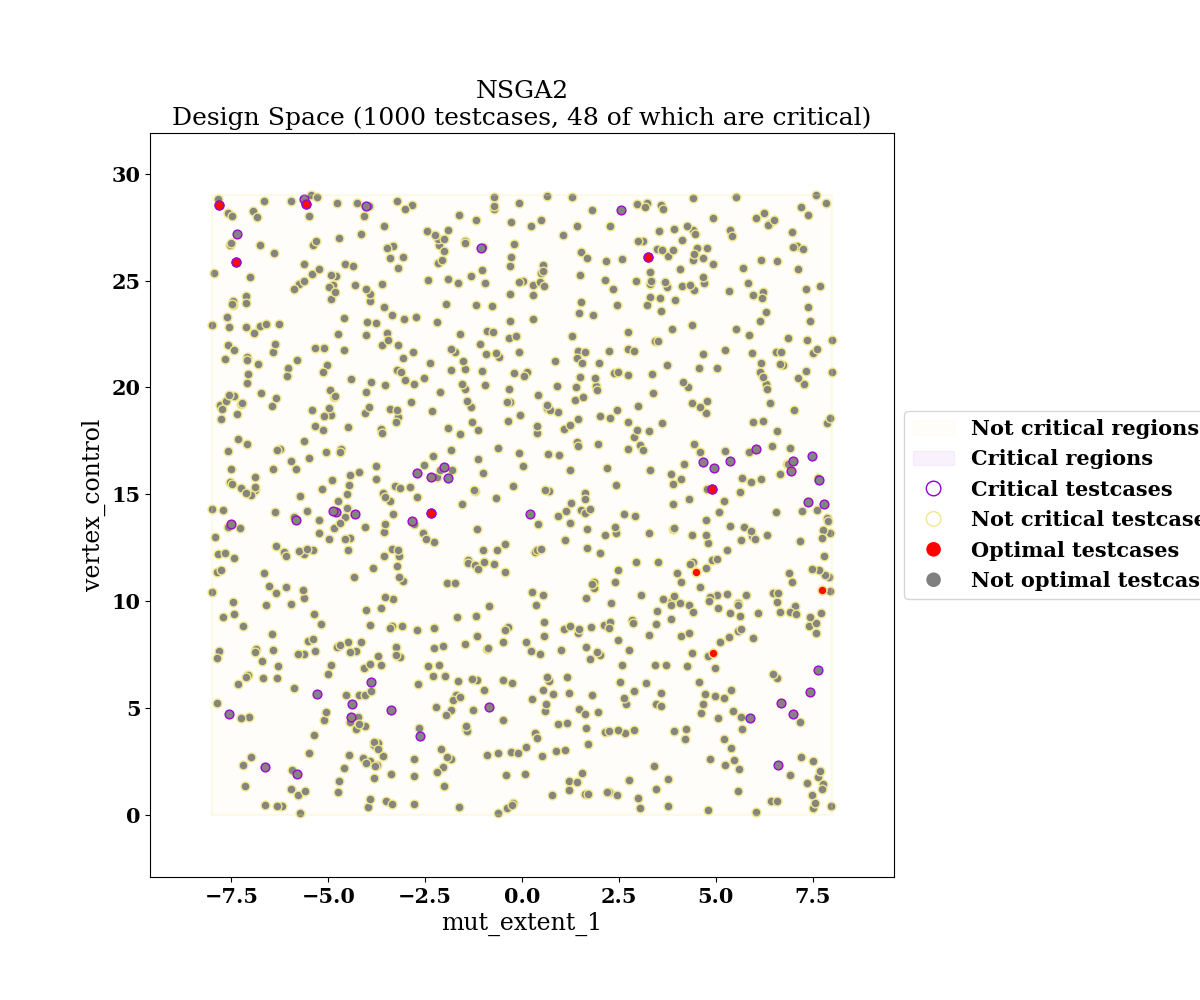 NSGA2
Design Space (1000 testcases, 48 of which are critical)
30
25
20
15
10
5
0
vertex_control
−7.5
−5.0
−2.5
0.0
2.5
5.0
7.5
mut_extent_1
Not critical regions
Critical regions
Critical testcases
Not critical testcase
Optimal testcases
Not optimal testcas